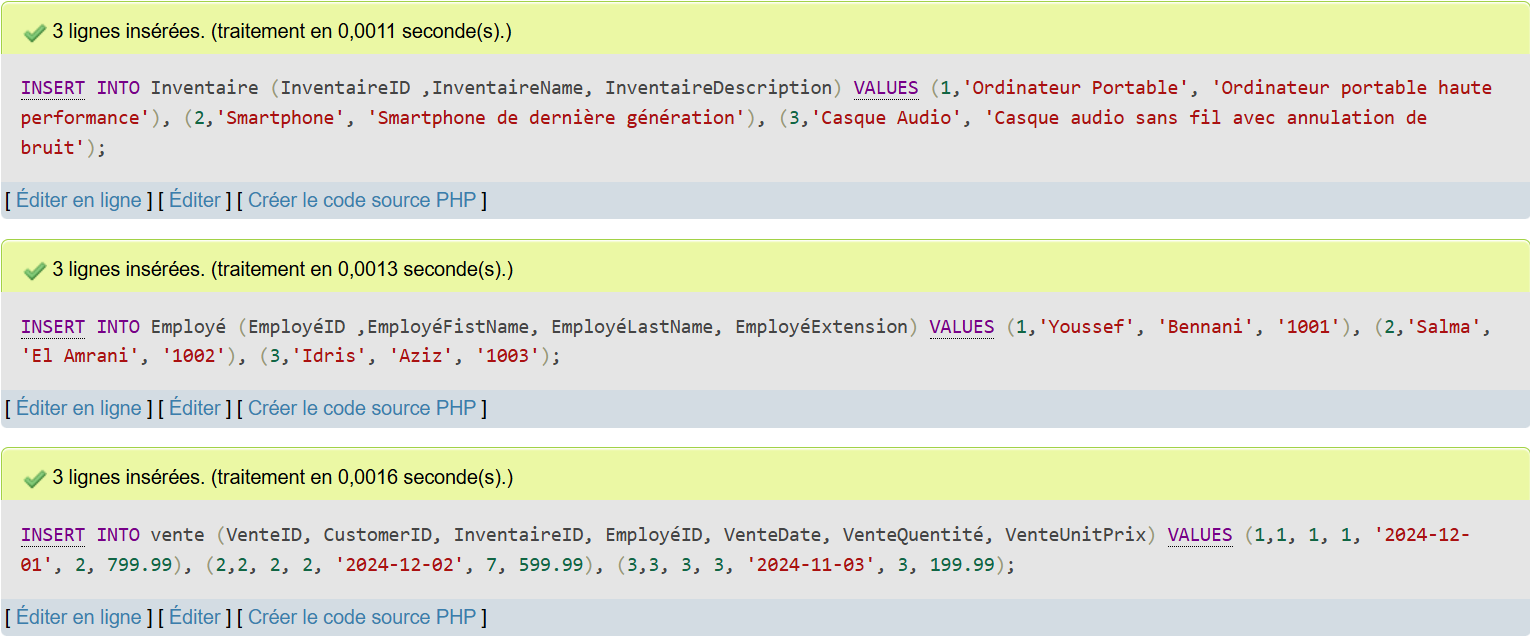 3 lignes insérées. (traitement en 0,0011 seconde(s).)
INSERT INTO Inventaire (InventaireID ,InventaireName, InventaireDescription) VALUES (1,'Ordinateur Portable', 'Ordinateur portable haute
performance'), (2,'Smartphone', 'Smartphone de dernière génération'), (3,'Casque Audio', 'Casque audio sans fil avec annulation de
bruit');
[ Éditer en ligne ] [ Éditer ] [ Créer le code source PHP ]
3 lignes insérées. (traitement en 0,0013 seconde(s).)
INSERT INTO Employé (EmployéID ,EmployéFistName, EmployéLastName, EmployéExtension) VALUES (1,'Youssef', 'Bennani', '1001'), (2,'Salma',
'El Amrani', '1002'), (3,'Idris', 'Aziz', '1003');
[ Éditer en ligne ] [ Éditer ] [ Créer le code source PHP ]
3 lignes insérées. (traitement en 0,0016 seconde(s).)
INSERT INTO vente (VenteID, CustomerID, InventaireID, EmployéID, VenteDate, VenteQuentité, VenteUnitPrix) VALUES (1,1, 1, 1, '2024-12-
01', 2, 799.99), (2,2, 2, 2, '2024-12-02', 7, 599.99), (3,3, 3, 3, '2024-11-03', 3, 199.99);
[ Éditer en ligne ] [ Éditer ] [ Créer le code source PHP ]